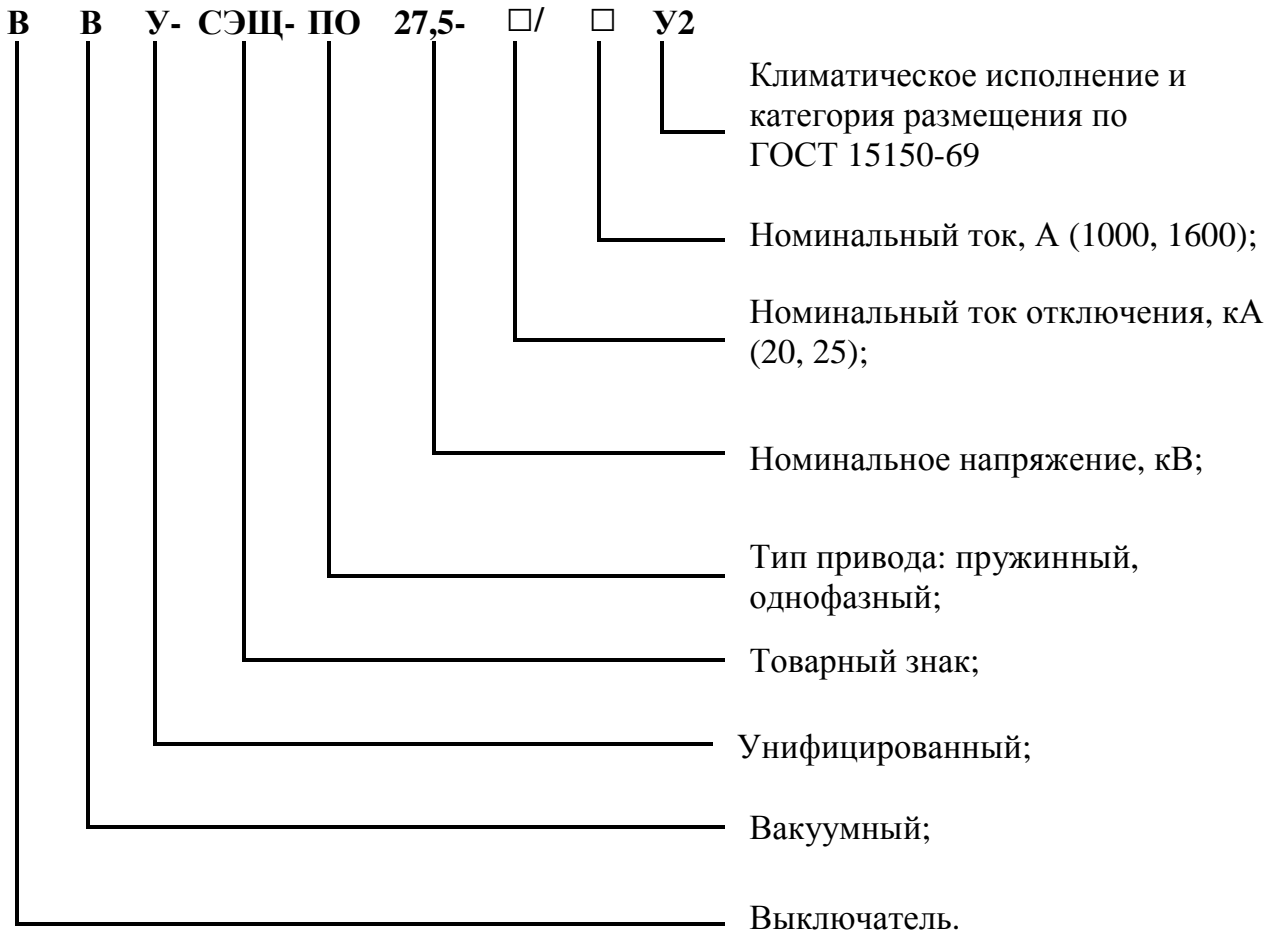 В В У- СЭЩ- ПО 27,5- □/ □ У2
Климатическое исполнение и
категория размещения по
ГОСТ 15150-69
Номинальный ток, А (1000, 1600);
Номинальный ток отключения, кА
(20, 25);
Номинальное напряжение, кВ;
Тип привода: пружинный,
однофазный;
Товарный знак;
Унифицированный;
Вакуумный;
Выключатель.